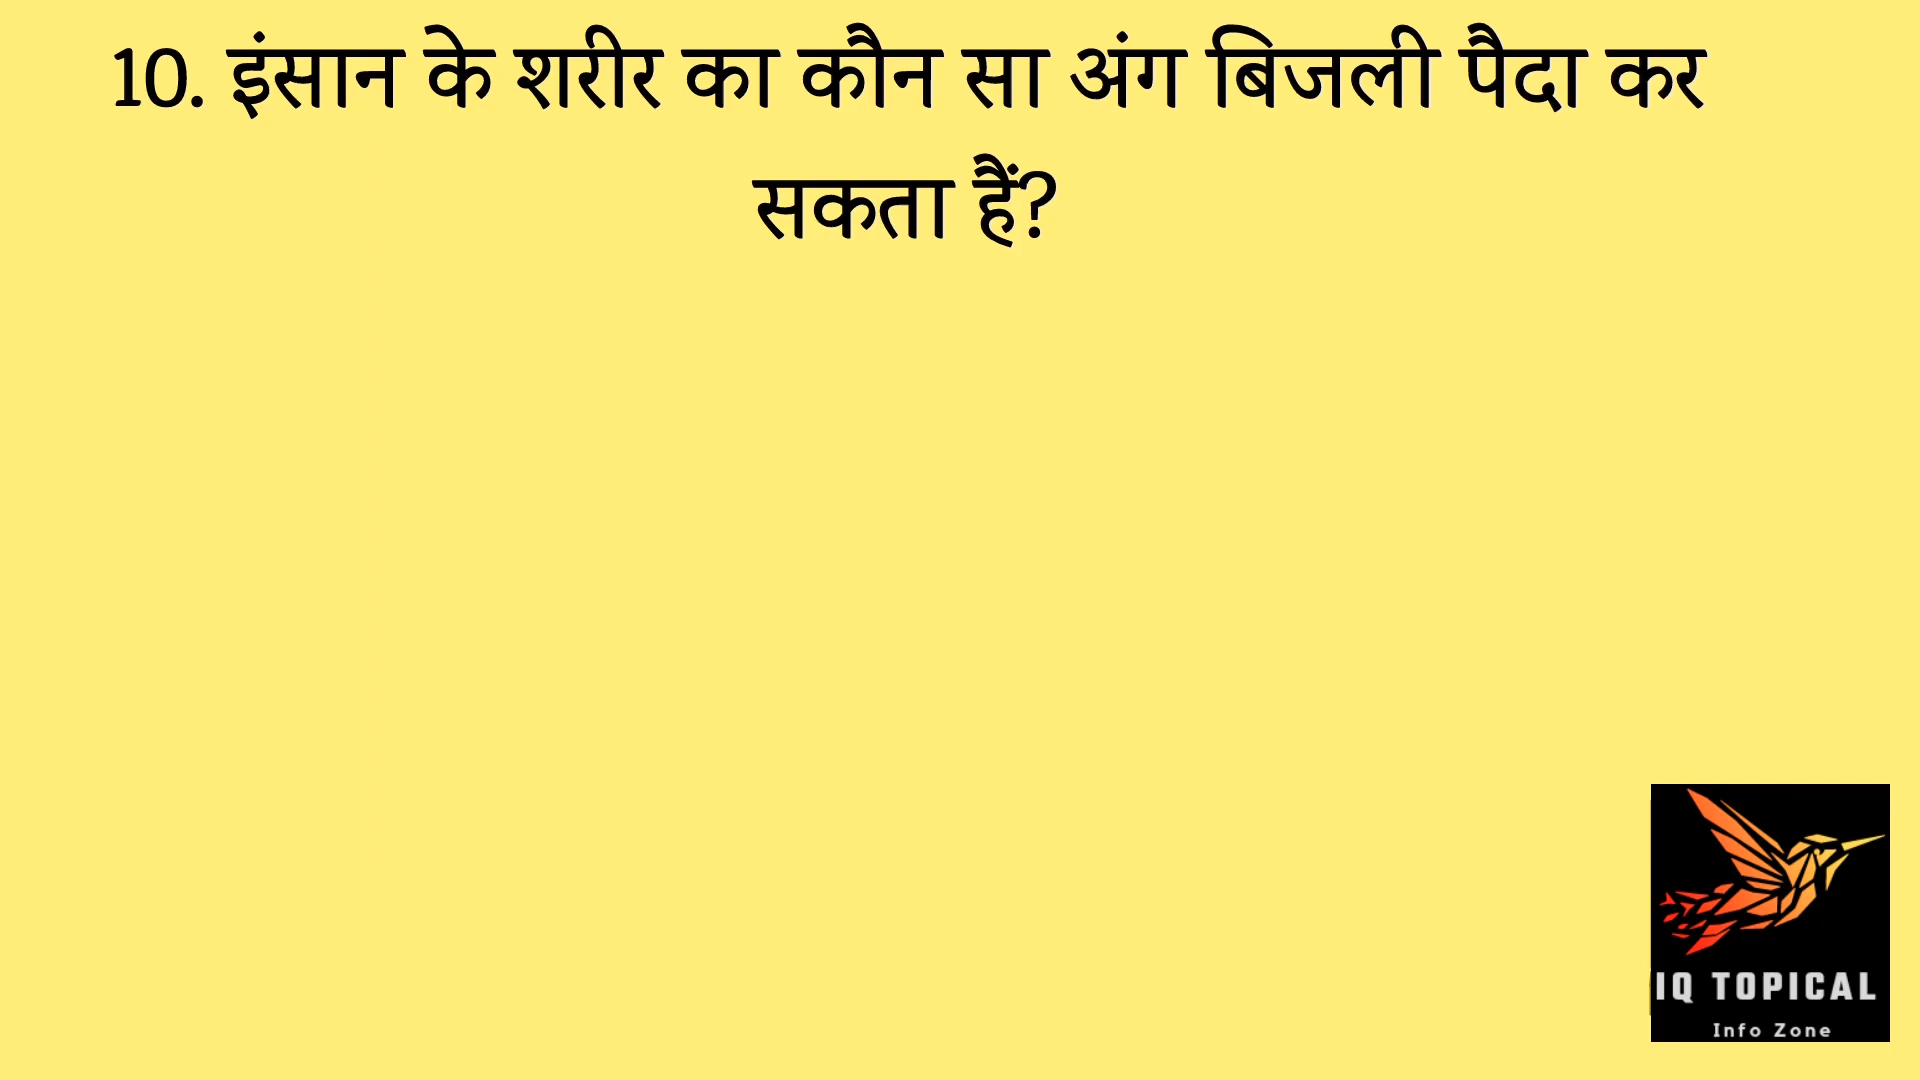 10. इंसान के शरीर का कौन सा अंग बिजली पैदा कर
सकता हैं?
IQ TOPICAL
Info Zone